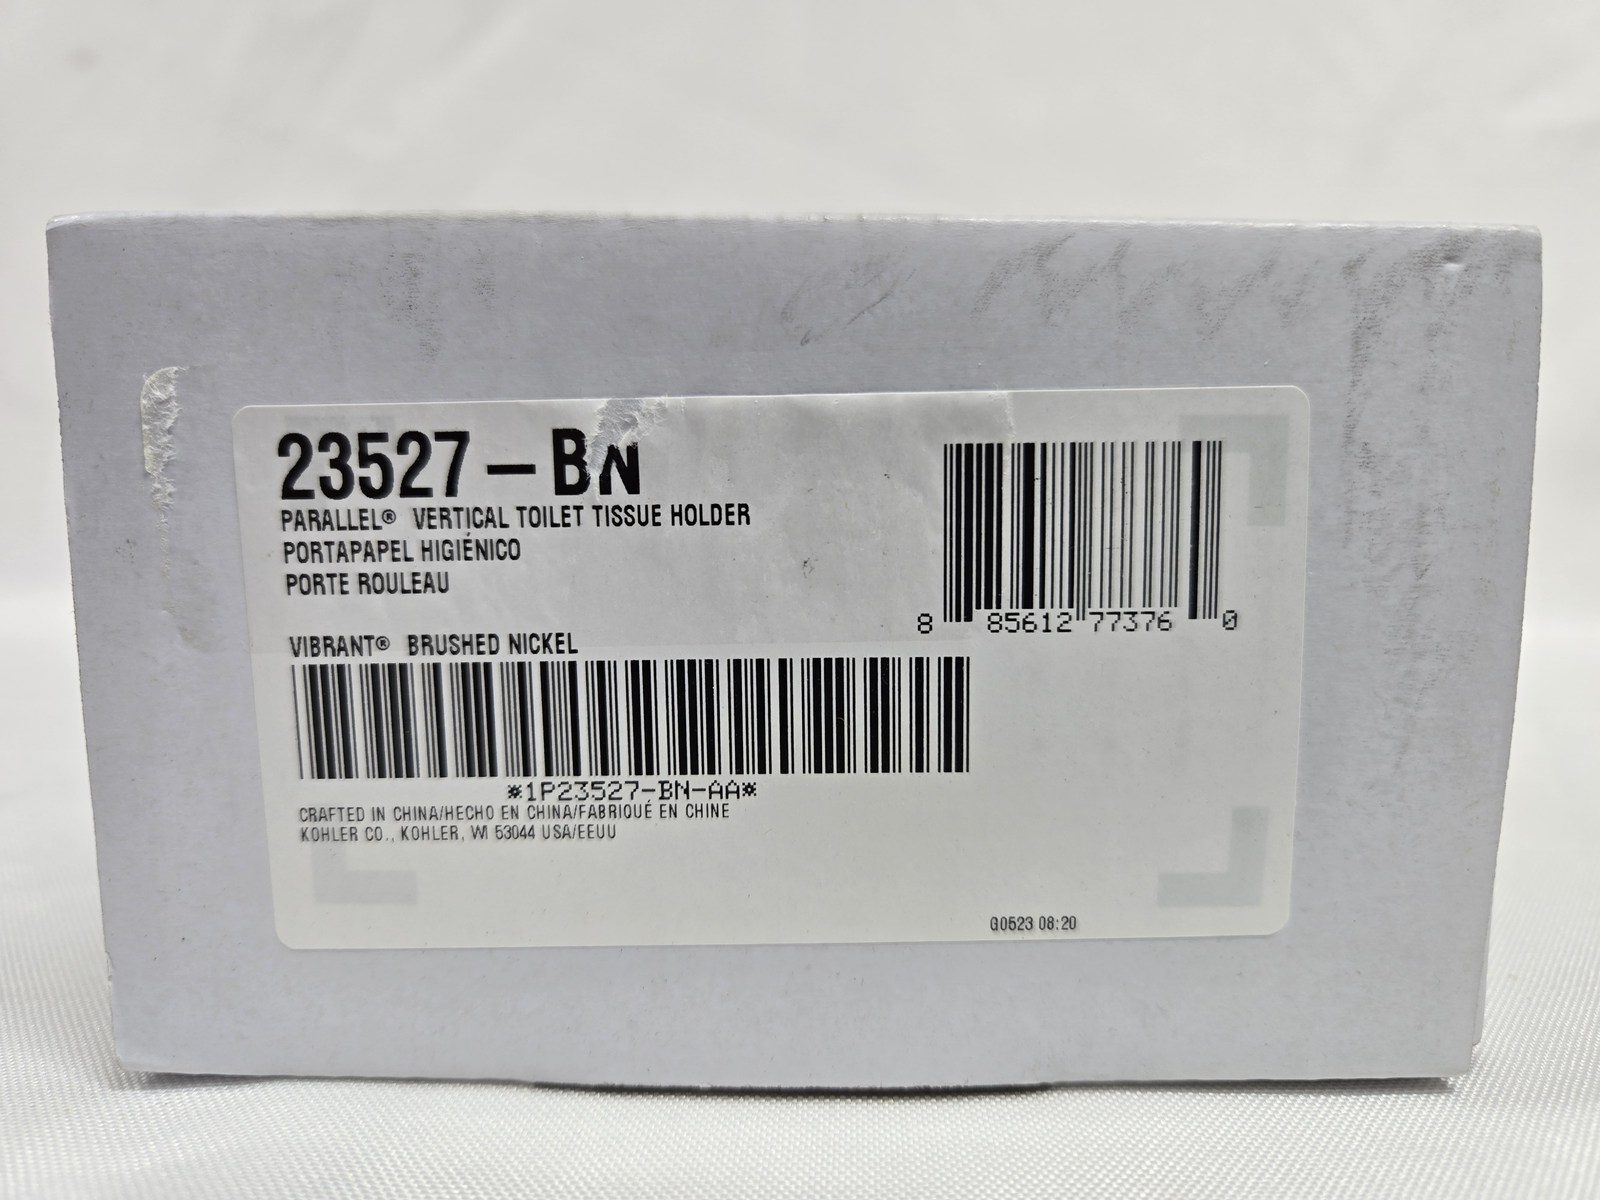 23527-BN
PARALLEL® VERTICAL TOILET TISSUE HOLDER
PORTAPAPEL HIGIÉNICO
PORTE ROULEAU
8 85612 77376 0
VIBRANT® BRUSHED NICKEL
*1P23527-BN-AA*
CRAFTED IN CHINA/HECHO EN CHINA/FABRIQUÉ EN CHINE
KOHLER CO., KOHLER, WI 53044 USA/EEUU
G0523 08:20